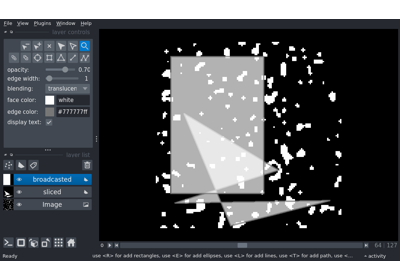 File View Plugins Window Help
layer controls
opacity: 0.70
edge width: 1
blending: translucen
face color: white
edge color: #777777ff
display text:
layer list
broadcasted
sliced
Image
64 127
Ready use <R> for add rectangles, use <E> for add ellipses, use <L> for add lines, use <T> for add path, use <... activity